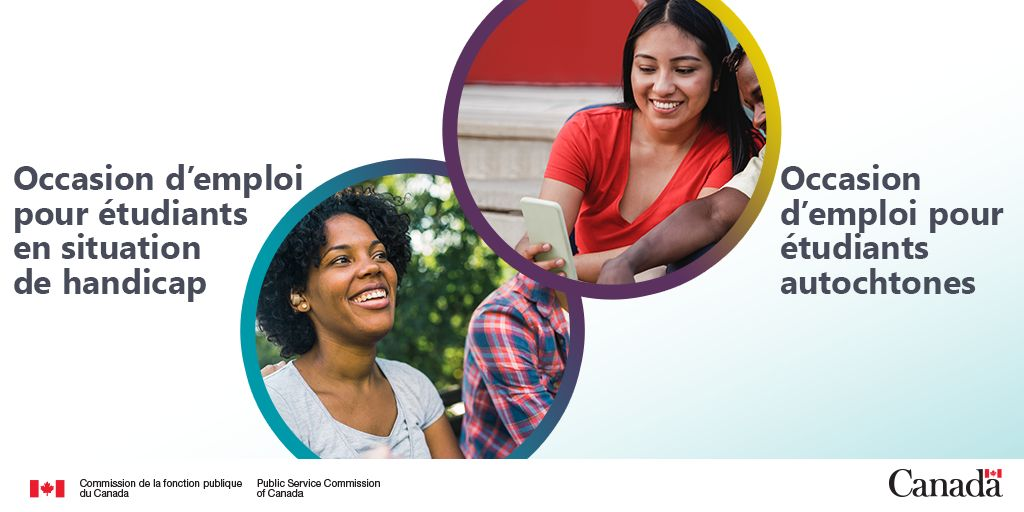 Occasion d’emploi
pour étudiants
en situation
de handicap
Occasion
d’emploi pour
étudiants
autochtones
Commission de la fonction publique
du Canada
Public Service Commission
of Canada
Canada